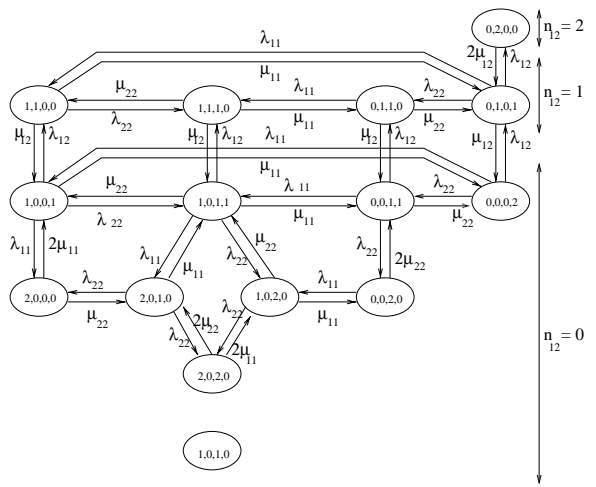 0,2,0,0
n12 = 2
λ11
2μ12
λ12
μ11
1,1,0,0
μ22
λ22
1,1,1,0
λ11
μ11
0,1,1,0
λ22
μ22
0,1,0,1
n12 = 1
μ12
λ12
μ12
λ12
λ11
μ12
λ12
μ12
λ12
μ11
1,0,0,1
μ22
λ22
1,0,1,1
λ11
μ11
0,0,1,1
λ22
μ22
0,0,0,2
λ11
2μ11
λ11
μ11
λ22
μ22
λ22
2μ22
2,0,0,0
λ22
μ22
2,0,1,0
1,0,2,0
λ11
μ11
0,0,2,0
λ22
2μ22
λ22
2μ11
n12 = 0
2,0,2,0
1,0,1,0